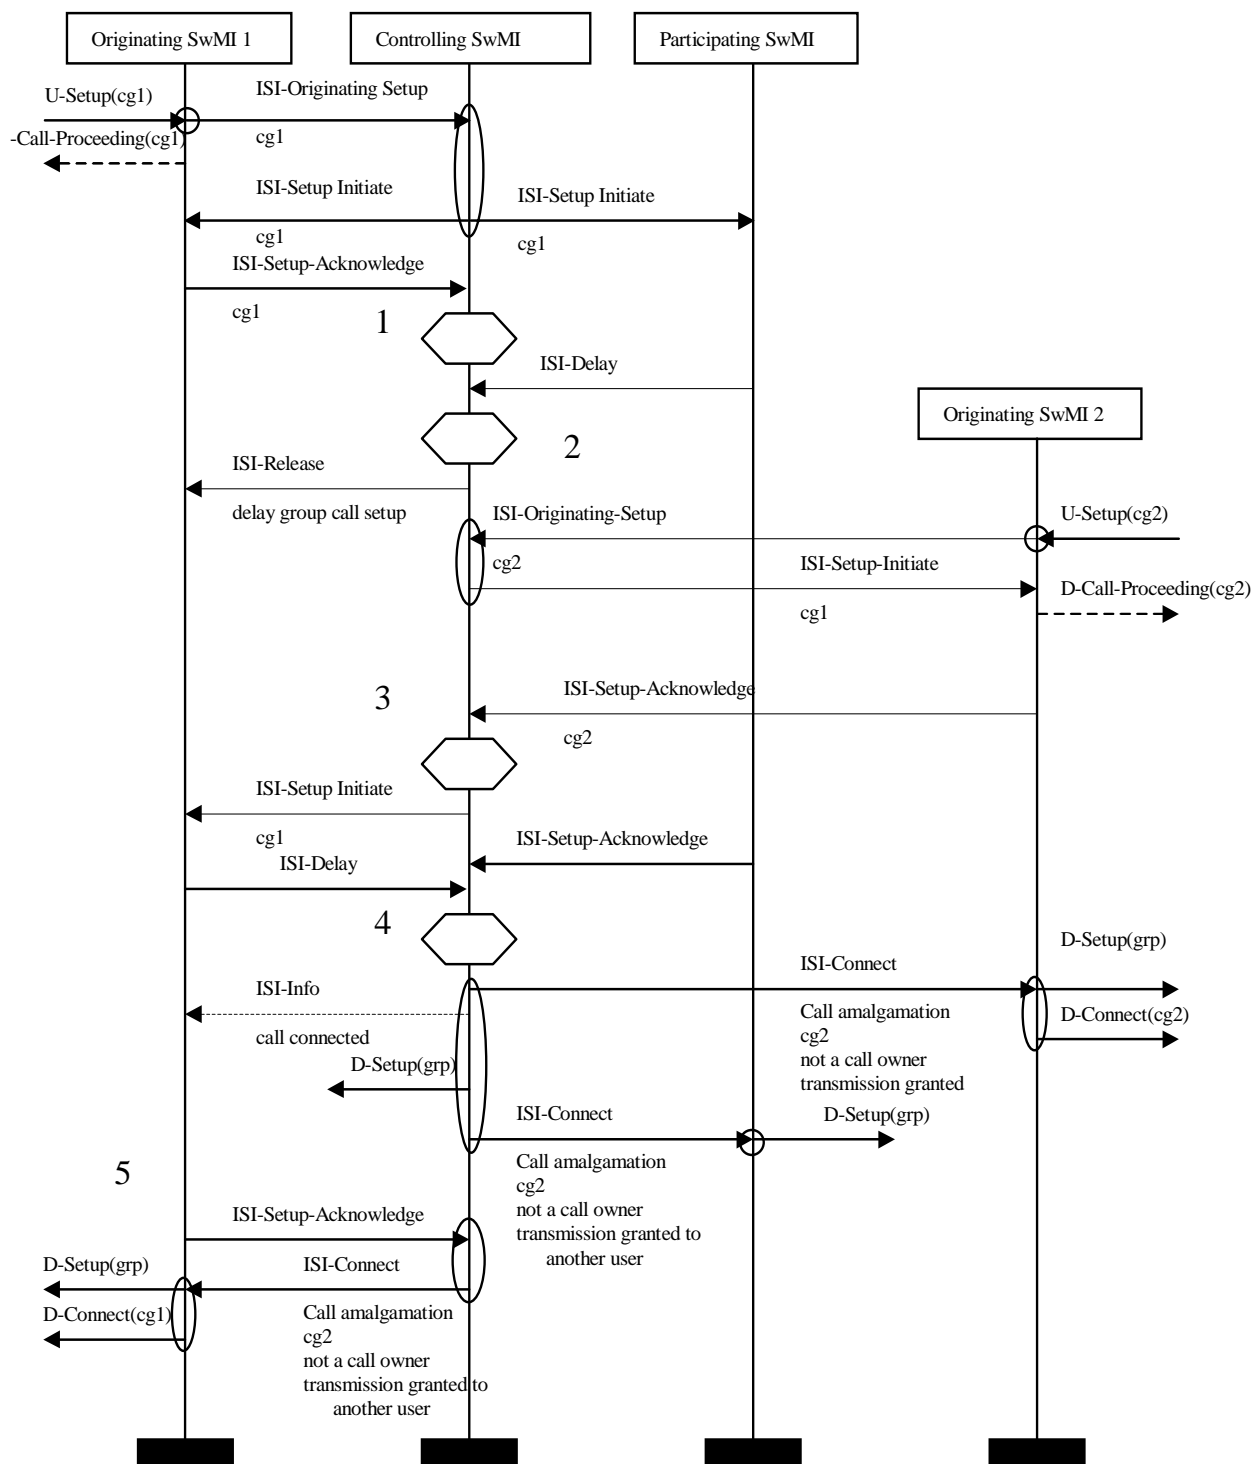 Originating SwMI 1
Controlling SwMI
Participating SwMI
U-Setup(cg1)
ISI-Originating Setup
cg1
-Call-Proceeding(cg1)
ISI-Setup Initiate
ISI-Setup Initiate
cg1
cg1
ISI-Setup-Acknowledge
cg1
1
ISI-Delay
Originating SwMI 2
2
ISI-Release
delay group call setup
ISI-Originating-Setup
U-Setup(cg2)
cg2
ISI-Setup-Initiate
D-Call-Proceeding(cg2)
cg1
ISI-Setup-Acknowledge
3
cg2
ISI-Setup Initiate
cg1
ISI-Setup-Acknowledge
ISI-Delay
4
D-Setup(grp)
ISI-Connect
ISI-Info
Call amalgamation
cg2
not a call owner
transmission granted
D-Connect(cg2)
call connected
D-Setup(grp)
ISI-Connect
D-Setup(grp)
Call amalgamation
cg2
not a call owner
transmission granted to
another user
5
ISI-Setup-Acknowledge
D-Setup(grp)
ISI-Connect
D-Connect(cg1)
Call amalgamation
cg2
not a call owner
transmission granted to
another user